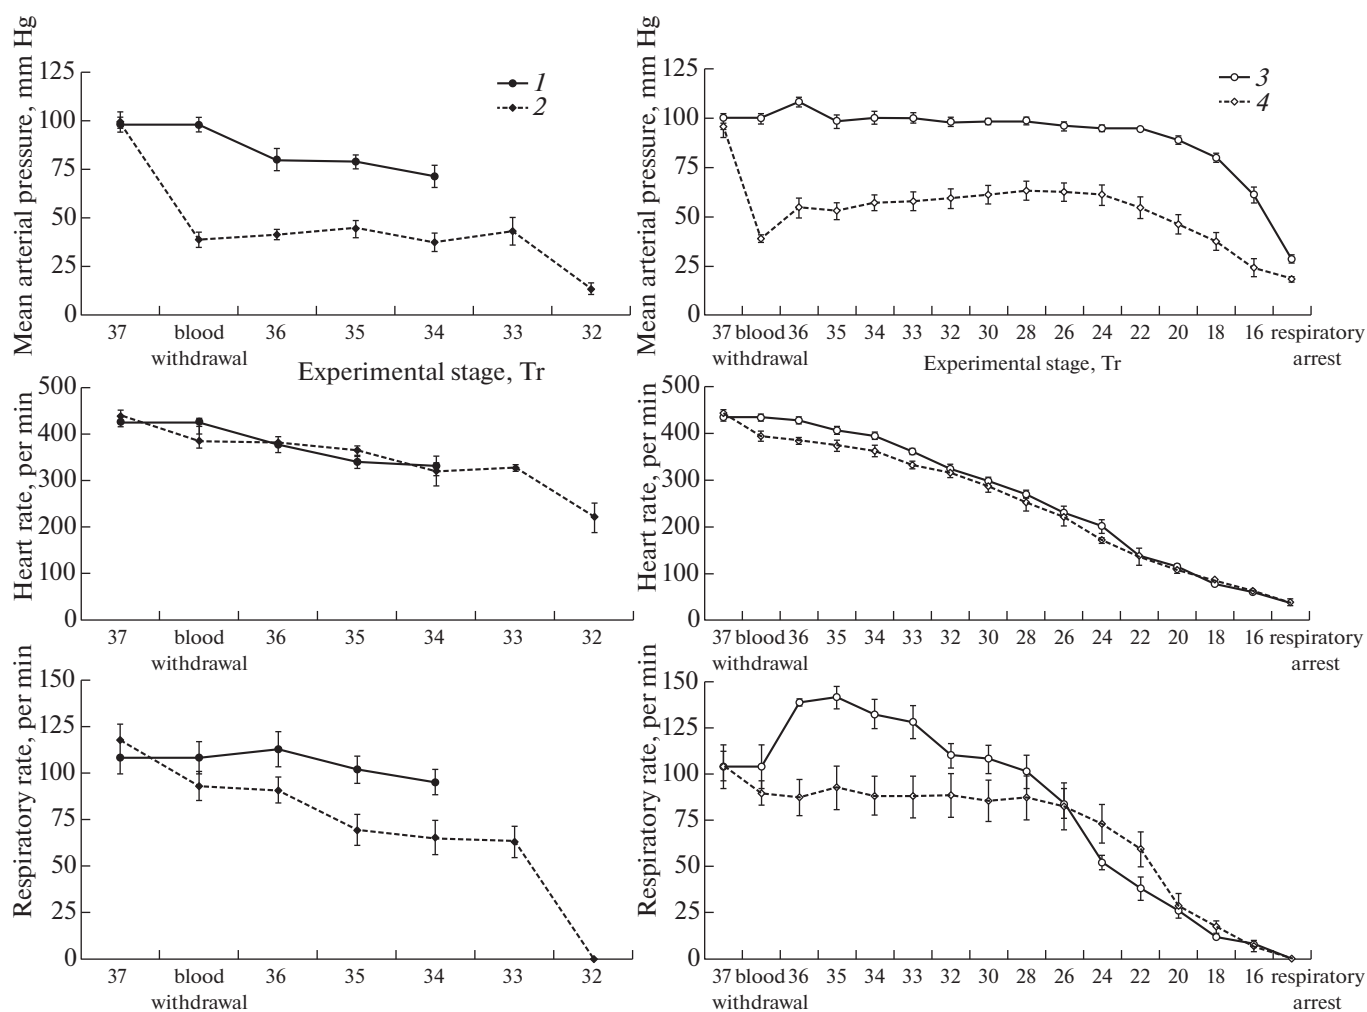 Mean arterial pressure, mm Hg
125
100
75
50
25
0
1
2
37 blood 36 35 34 33 32
withdrawal
Experimental stage, Tr
Mean arterial pressure, mm Hg
125
100
75
50
25
0
3
4
37 blood 36 35 34 33 32 30 28 26 24 22 20 18 16 respiratory
withdrawal arrest
Experimental stage, Tr
Heart rate, per min
500
400
300
200
100
0
37 blood 36 35 34 33 32
withdrawal
Heart rate, per min
500
400
300
200
100
0
37 blood 36 35 34 33 32 30 28 26 24 22 20 18 16 respiratory
withdrawal arrest
Respiratory rate, per min
150
125
100
75
50
25
0
37 blood 36 35 34 33 32
withdrawal
Respiratory rate, per min
150
125
100
75
50
25
0
37 blood 36 35 34 33 32 30 28 26 24 22 20 18 16 respiratory
withdrawal arrest